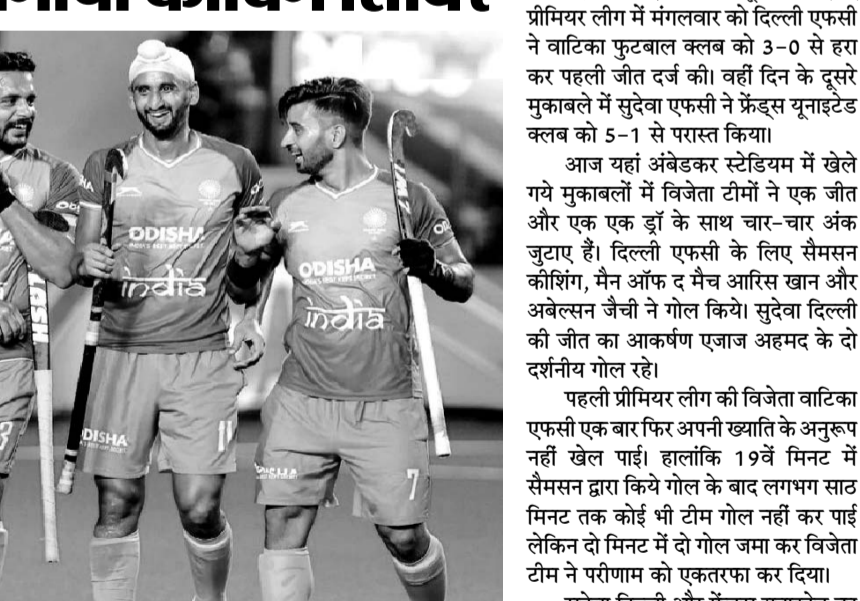 प्रीमियर लीग में मंगलवार को दिल्ली एफसी
ने वाटिका फुटबाल क्लब को 3-0 से हरा
कर पहली जीत दर्ज की। वहीं दिन के दूसरे
मुकाबले में सुदेवा एफसी ने फ्रेंड्स यूनाइटेड
क्लब को 5-1 से परास्त किया।
आज यहां अंबेडकर स्टेडियम में खेले
गये मुकाबलों में विजेता टीमों ने एक जीत
और एक एक ड्रॉ के साथ चार-चार अंक
जुटाए हैं। दिल्ली एफसी के लिए सैमसन
कीशिंग, मैन ऑफ द मैच आरिस खान और
अबेल्सन जैची ने गोल किये। सुदेवा दिल्ली
की जीत का आकर्षण एजाज अहमद के दो
दर्शनीय गोल रहे।
पहली प्रीमियर लीग की विजेता वाटिका
एफसी एक बार फिर अपनी ख्याति के अनुरूप
नहीं खेल पाई। हालांकि 19वें मिनट में
सैमसन द्वारा किये गोल के बाद लगभग साठ
मिनट तक कोई भी टीम गोल नहीं कर पाई
लेकिन दो मिनट में दो गोल जमा कर विजेता
टीम ने परीणाम को एकतरफा कर दिया।
ODISHA
india
ODISHA
india
DISHA
11
7